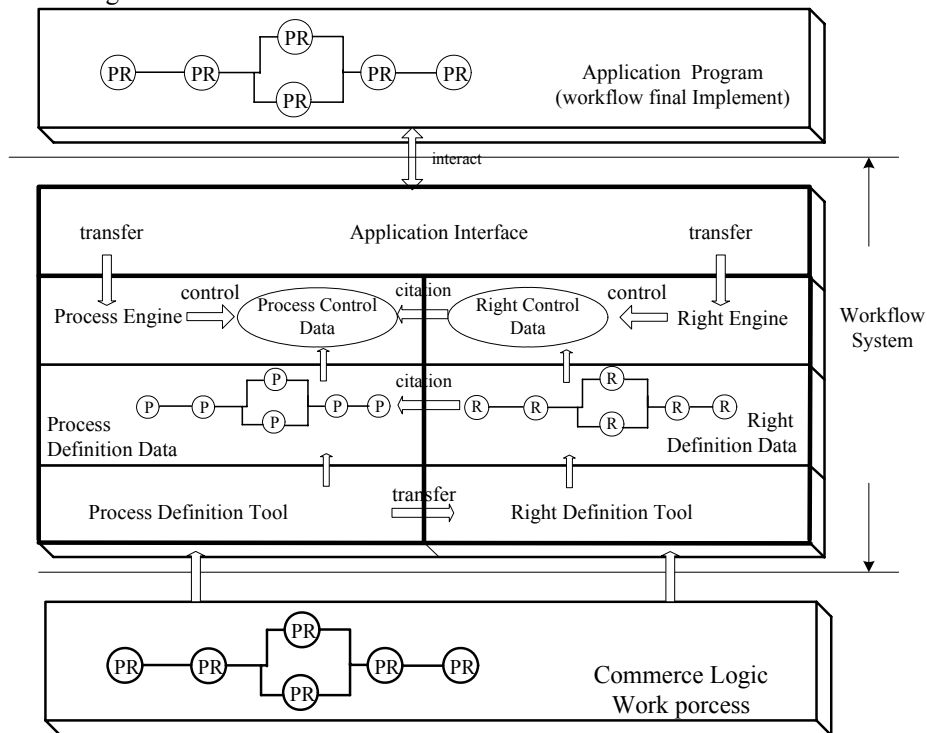 PR PR PR PR PR PR
Application Program
(workflow final Implement)
interact
transfer
Application Interface
transfer
Process Engine
control
Process Control
Data
citation
Right Control
Data
control
Right Engine
Workflow
System
P P P P P P
citation
R R R R R R
Process
Definition Data
Right
Definition Data
Process Definition Tool
transfer
Right Definition Tool
PR PR PR PR PR PR
Commerce Logic
Work porcess